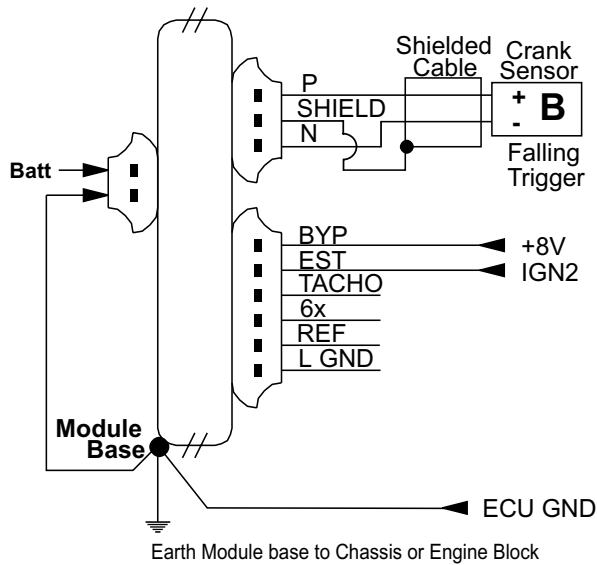 Shielded
Cable
Crank
Sensor
P
SHIELD
N
+ B
-
Falling
Trigger
Batt
BYP
+8V
EST
IGN2
TACHO
6x
REF
L GND
Module
Base
ECU GND
Earth Module base to Chassis or Engine Block